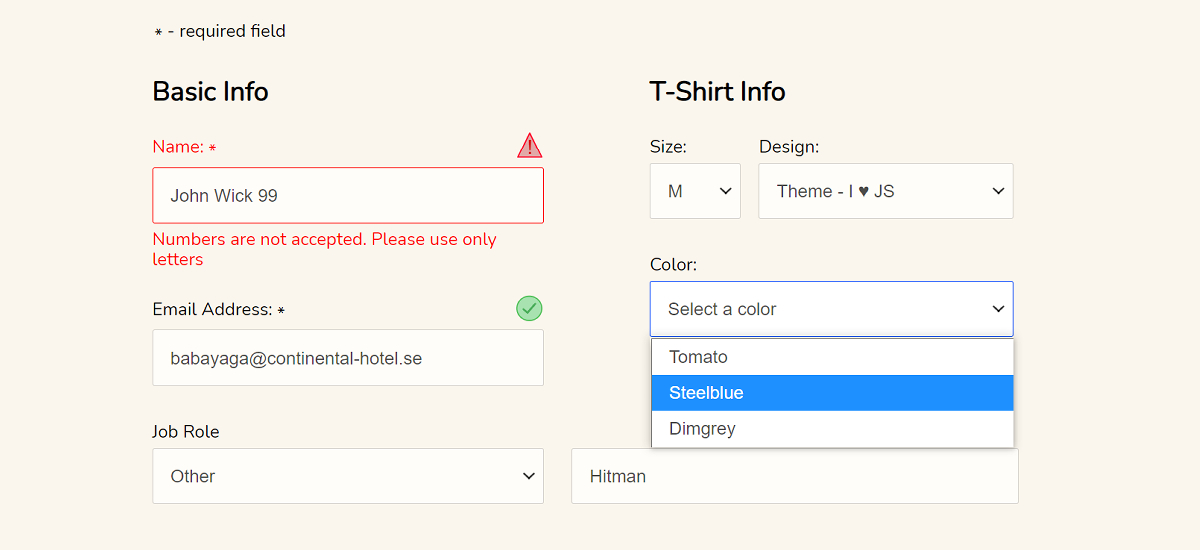 * - required field
Basic Info
Name: *
John Wick 99
Numbers are not accepted. Please use only
letters
Email Address: *
babayaga@continental-hotel.se
Job Role
Other
Hitman
T-Shirt Info
Size:
M
Design:
Theme - I ♥ JS
Color:
Select a color
Tomato
Steelblue
Dimgrey